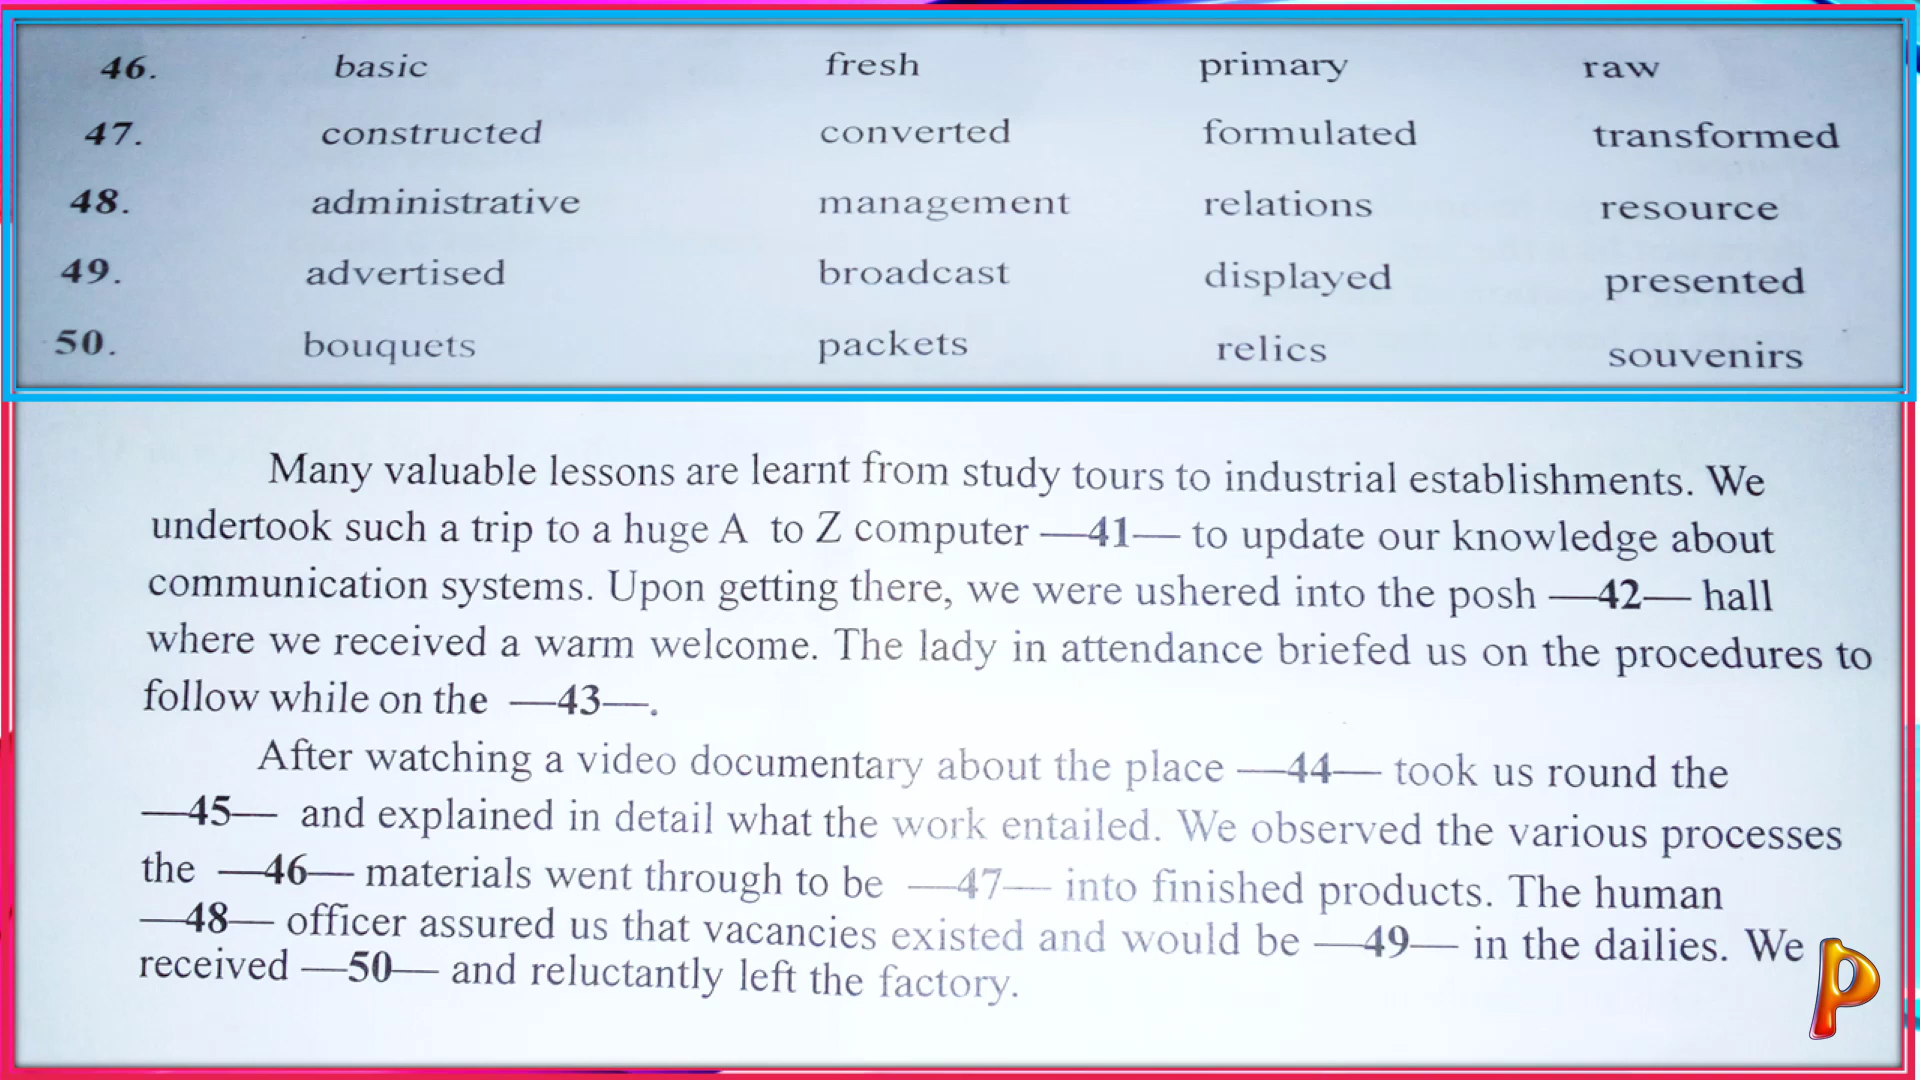 46. basic fresh primary raw
47. constructed converted formulated transformed
48. administrative management relations resource
49. advertised broadcast displayed presented
50. bouquets packets relics souvenirs
Many valuable lessons are learnt from study tours to industrial establishments. We
undertook such a trip to a huge A to Z computer —41— to update our knowledge about
communication systems. Upon getting there, we were ushered into the posh —42— hall
where we received a warm welcome. The lady in attendance briefed us on the procedures to
follow while on the —43—.
After watching a video documentary about the place —44— took us round the
—45— and explained in detail what the work entailed. We observed the various processes
the —46— materials went through to be —47— into finished products. The human
—48— officer assured us that vacancies existed and would be —49— in the dailies. We
received —50— and reluctantly left the factory.
P